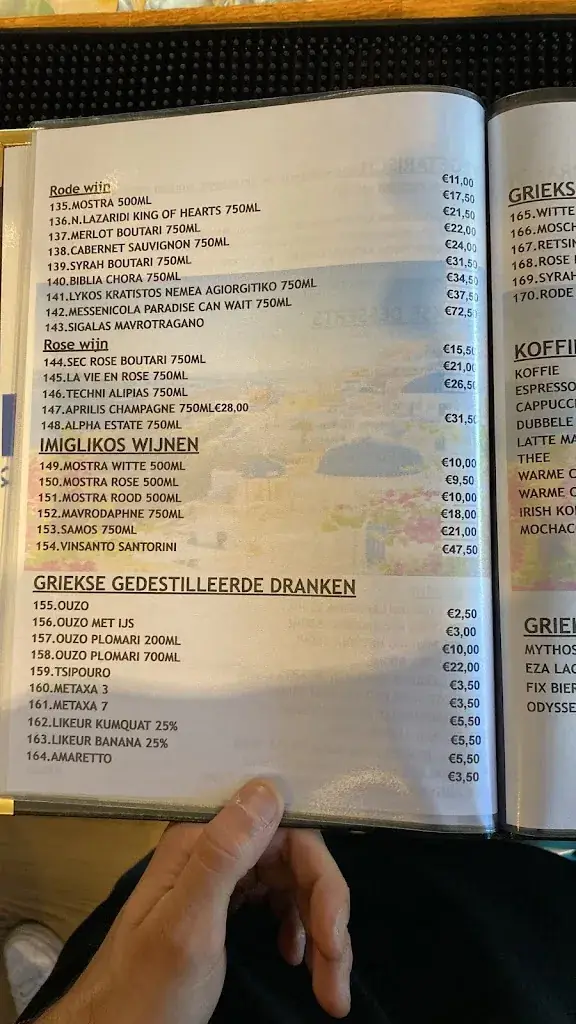 Rode wijn
135.MOSTRA 500ML €11,00
136.N.LAZARIDI KING OF HEARTS 750ML €17,50
137.MERLOT BOUTARI 750ML €21,50
138.CABERNET SAUVIGNON 750ML €22,00
139.SYRAH BOUTARI 750ML €24,00
140.BIBLIA CHORA 750ML €31,50
141.LYKOS KRATISTOS NEMEA AGIORGITIKO 750ML €34,50
142.MESSENICOLA PARADISE CAN WAIT 750ML €37,50
143.SIGALAS MAVROTRAGANO €72,50
Rose wijn
144.SEC ROSE BOUTARI 750ML €15,50
145.LA VIE EN ROSE 750ML €21,00
146.TECHNI ALIPIAS 750ML €26,50
147.APRILIS CHAMPAGNE 750ML€28,00
148.ALPHA ESTATE 750ML €31,50
IMIGLIKOS WIJNEN
149.MOSTRA WITTE 500ML €10,00
150.MOSTRA ROSE 500ML €9,50
151.MOSTRA ROOD 500ML €10,00
152.MAVRODAPHNE 750ML €18,00
153.SAMOS 750ML €21,00
154.VINSANTO SANTORINI €47,50
GRIEKSE GEDESTILLEERDE DRANKEN
155.OUZO €2,50
156.OUZO MET IJS €3,00
157.OUZO PLOMARI 200ML €10,00
158.OUZO PLOMARI 700ML €22,00
159.TSIPOURO €3,50
160.METAXA 3 €3,50
161.METAXA 7 €5,50
162.LIKEUR KUMQUAT 25% €5,50
163.LIKEUR BANANA 25% €5,50
164.AMARETTO €3,50
GRIEKS
165.WITTE
166.MOSCH
167.RETSIN
168.ROSE
169.SYRAH
170.RODE
KOFFIE
KOFFIE
ESPRESSO
CAPPUCC
DUBBELE
LATTE MA
THEE
WARME C
WARME C
IRISH KO
MOCHAC
GRIEK
MYTHOS
EZA LAG
FIX BIER
ODYSSE